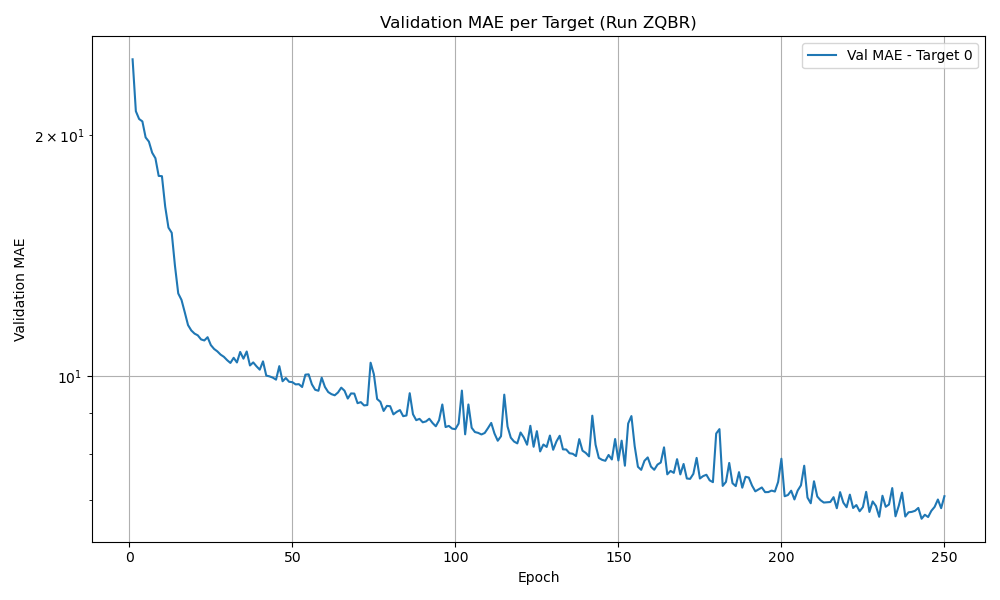 Validation MAE per Target (Run ZQBR)
Val MAE - Target 0
2 × 10¹
10¹
Validation MAE
0 50 100 150 200 250
Epoch